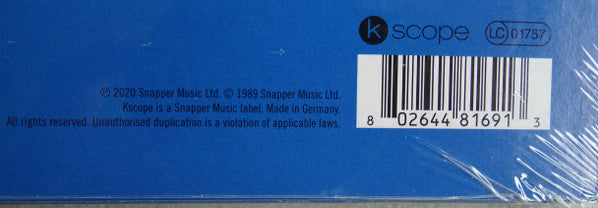 kscope LC 01757
℗ 2020 Snapper Music Ltd. © 1989 Snapper Music Ltd.
Kscope is a Snapper Music label. Made in Germany.
All rights reserved. Unauthorised duplication is a violation of applicable laws.
8 02644 81691 3